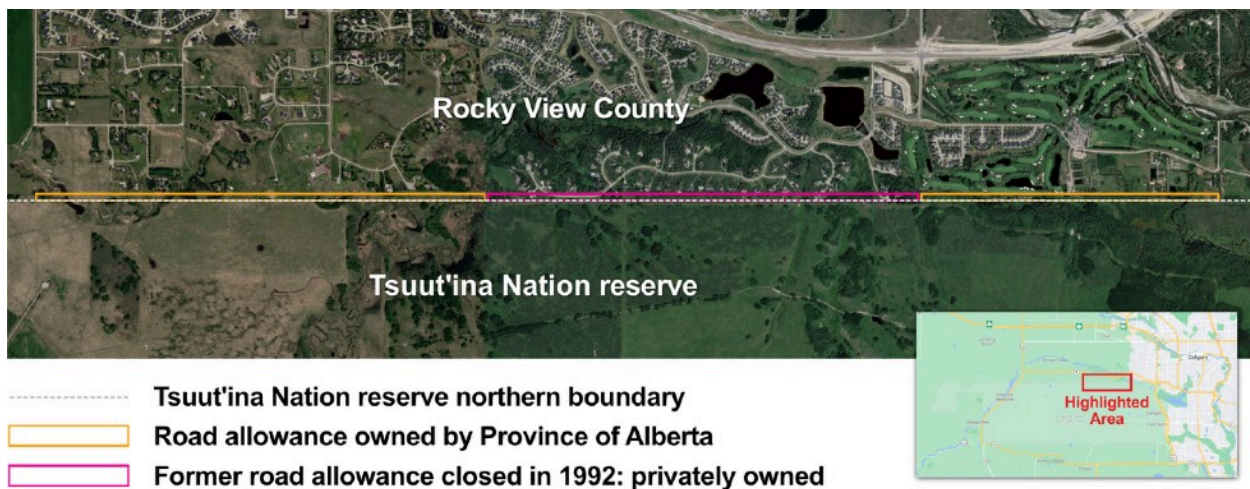 Rocky View County
Tsuut'ina Nation reserve
Calgary
Highlighted
Area
Tsuut'ina Nation reserve northern boundary
Road allowance owned by Province of Alberta
Former road allowance closed in 1992: privately owned